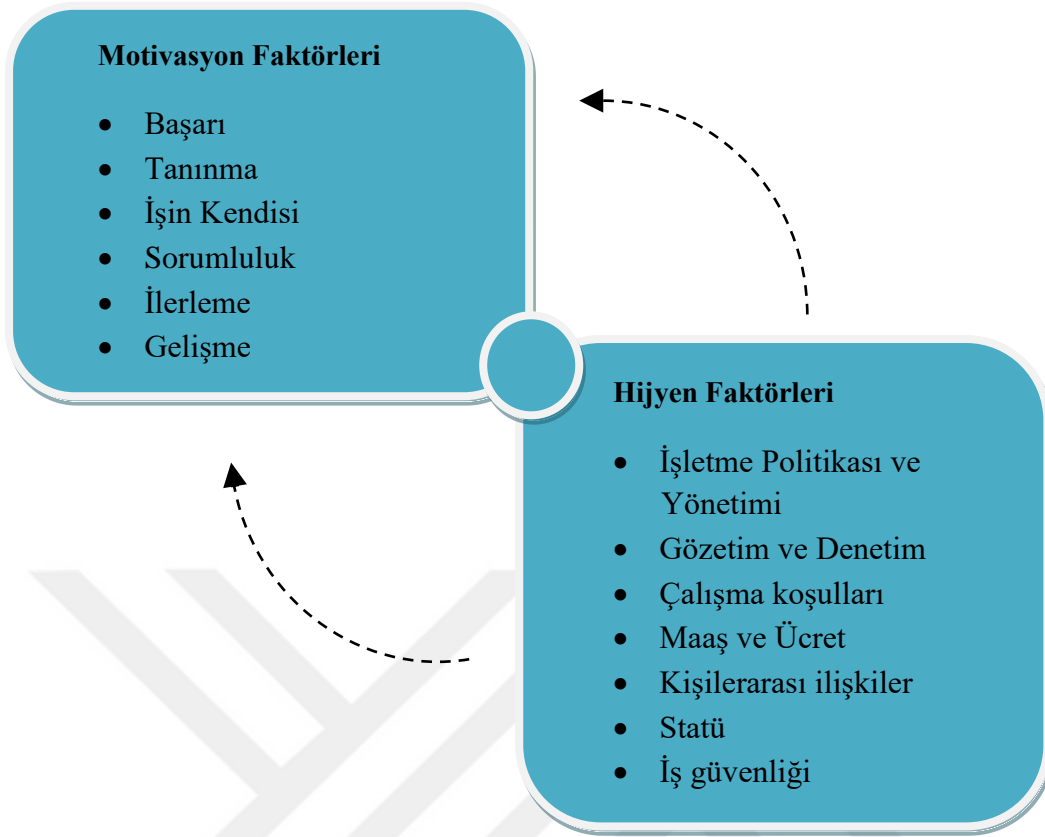 Motivasyon Faktörleri
• Başarı
• Tanınma
• İşin Kendisi
• Sorumluluk
• İlerleme
• Gelişme
Hijyen Faktörleri
• İşletme Politikası ve
Yönetimi
• Gözetim ve Denetim
• Çalışma koşulları
• Maaş ve Ücret
• Kişilerarası ilişkiler
• Statü
• İş güvenliği